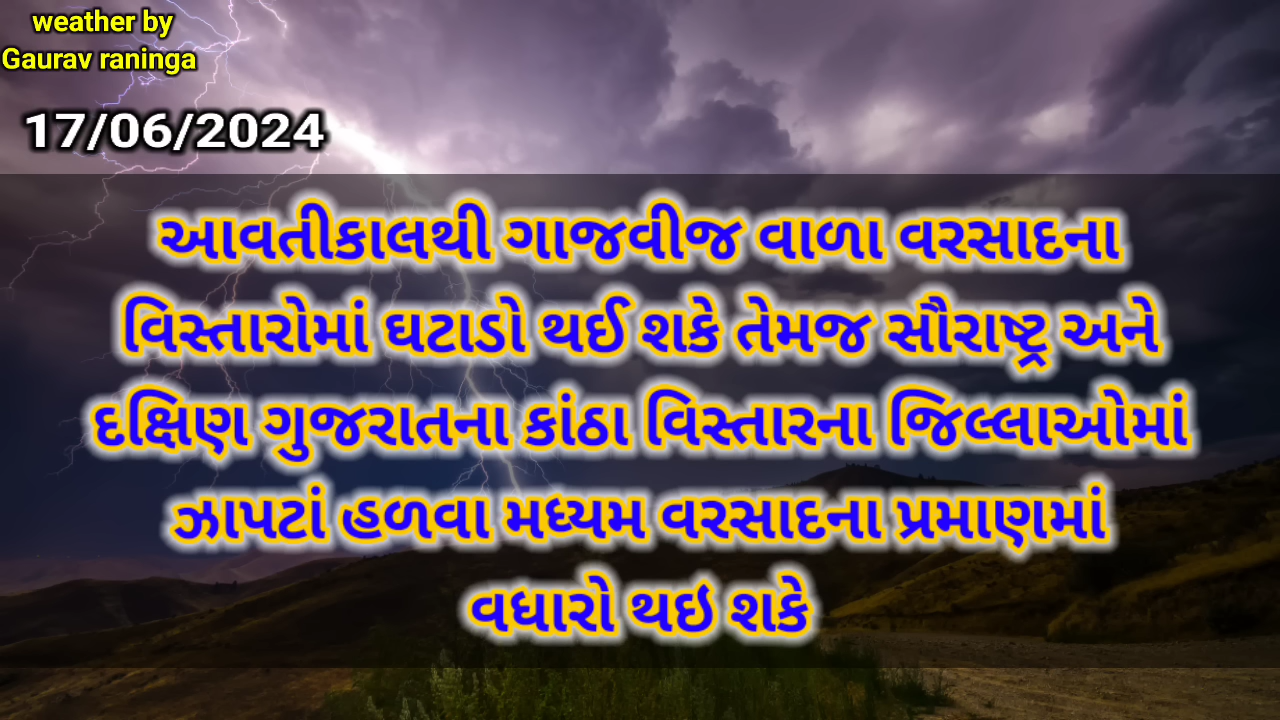 weather by
Gaurav raninga
17/06/2024
આવતીકાલથી ગાજવીજ વાળા વરસાદના
વિસ્તારોમાં ઘટાડો થઈ શકે તેમજ સૌરાષ્ટ્ર અને
દક્ષિણ ગુજરાતના કાંઠા વિસ્તારના જિલ્લાઓમાં
ઝાપટાં હળવા મધ્યમ વરસાદના પ્રમાણમાં
વધારો થઇ શકે